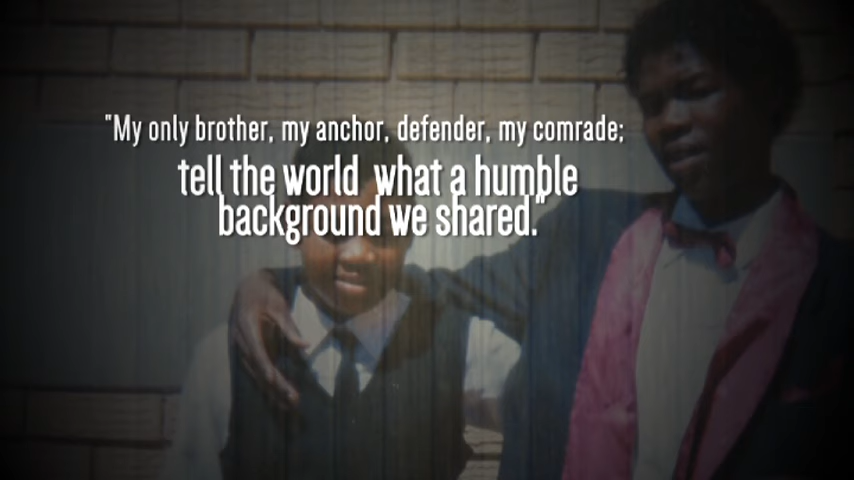 "My only brother, my anchor, defender, my comrade;
tell the world what a humble
background we shared."